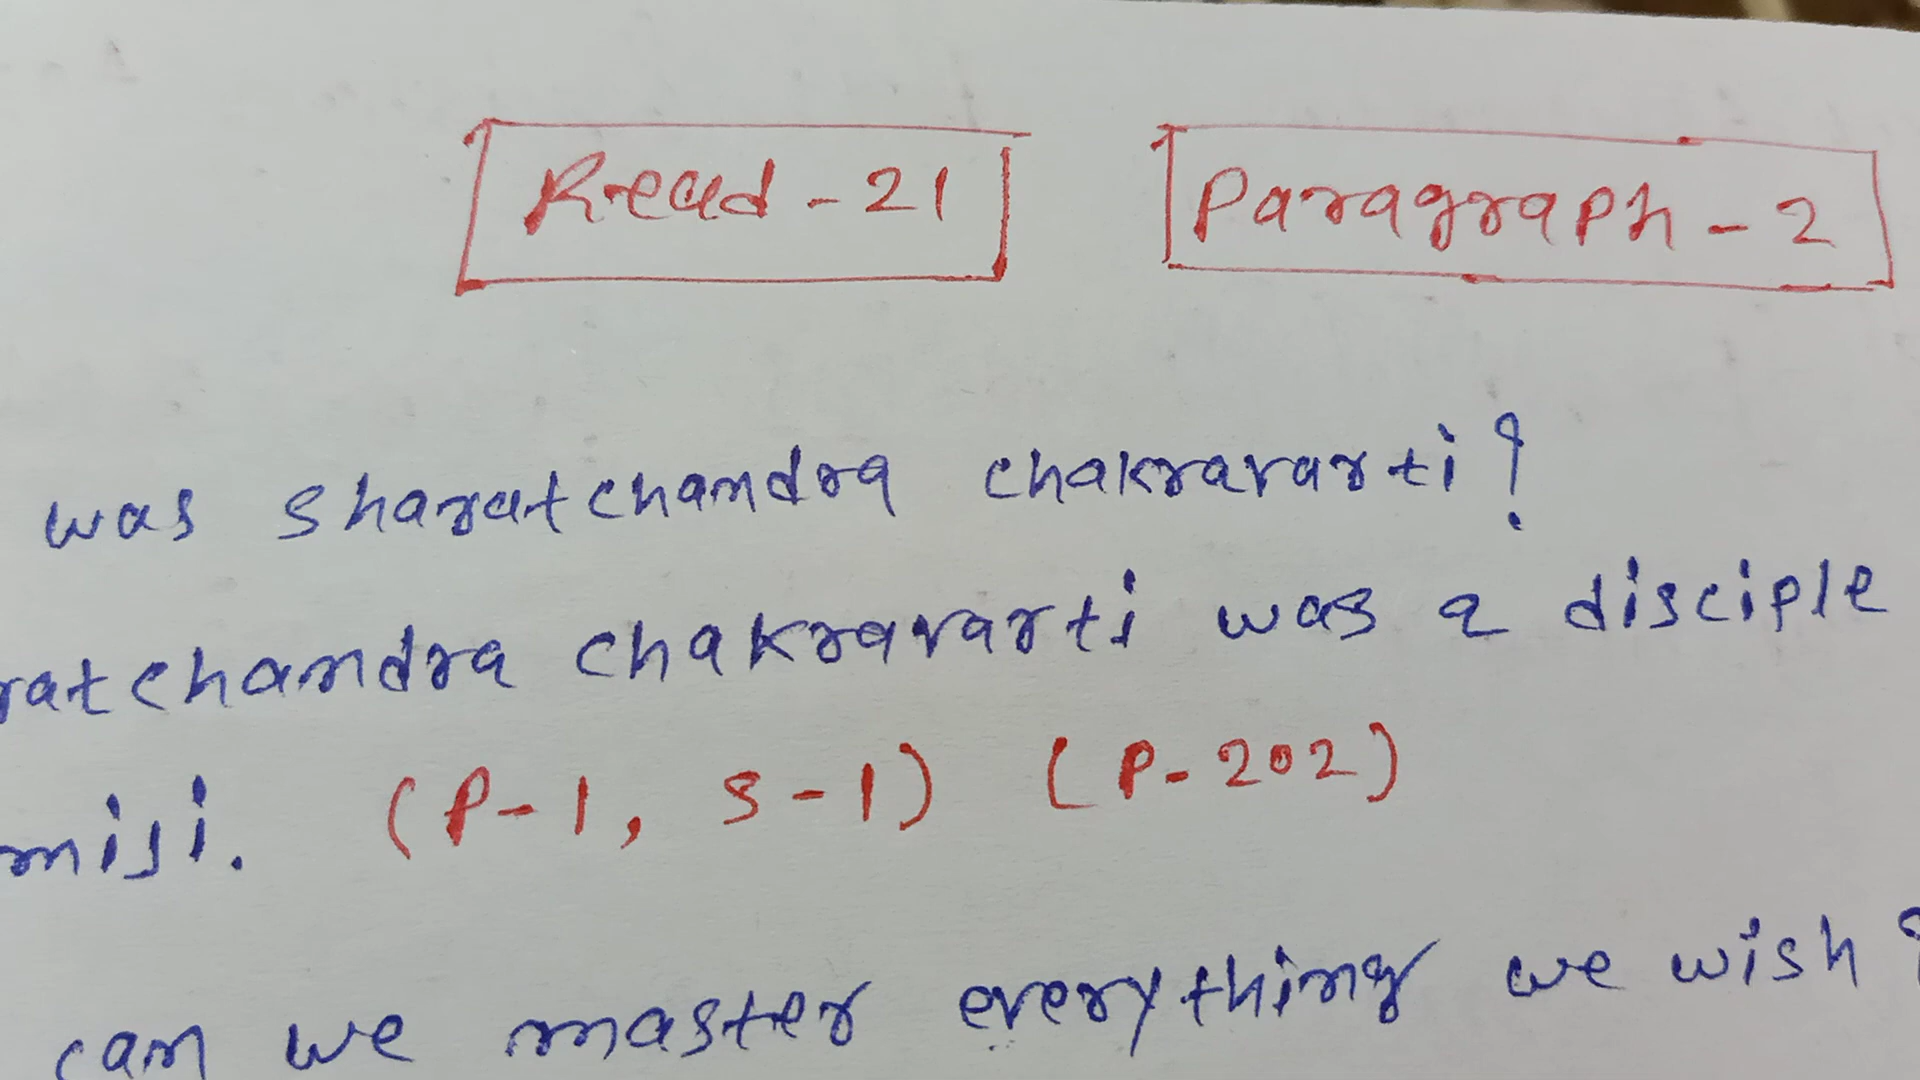 Read - 21 Paragraph - 2
was sharatchandra chakravarti?
ratchandra chakravarti was a disciple
miji. (P-1, S-1) (P-202)
can we master everything we wish?